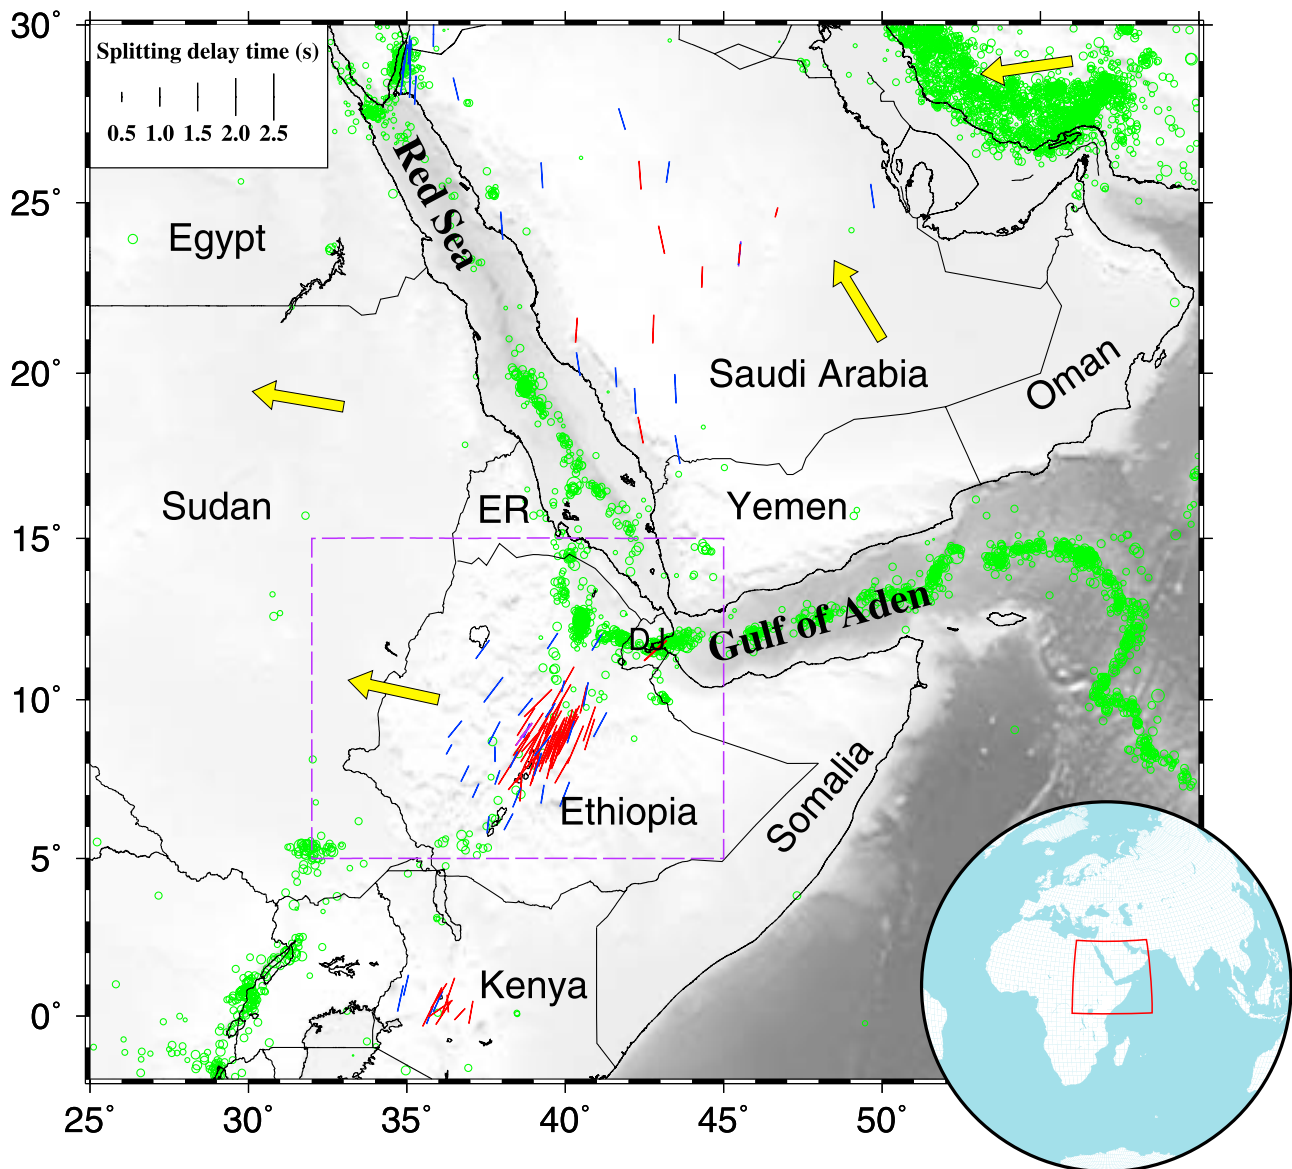 30°
Splitting delay time (s)
0.5 1.0 1.5 2.0 2.5
Red Sea
25°
Egypt
20°
Saudi Arabia
Oman
Sudan
ER
Yemen
15°
DJ
Gulf of Aden
10°
Ethiopia
Somalia
5°
Kenya
0°
25° 30° 35° 40° 45° 50°